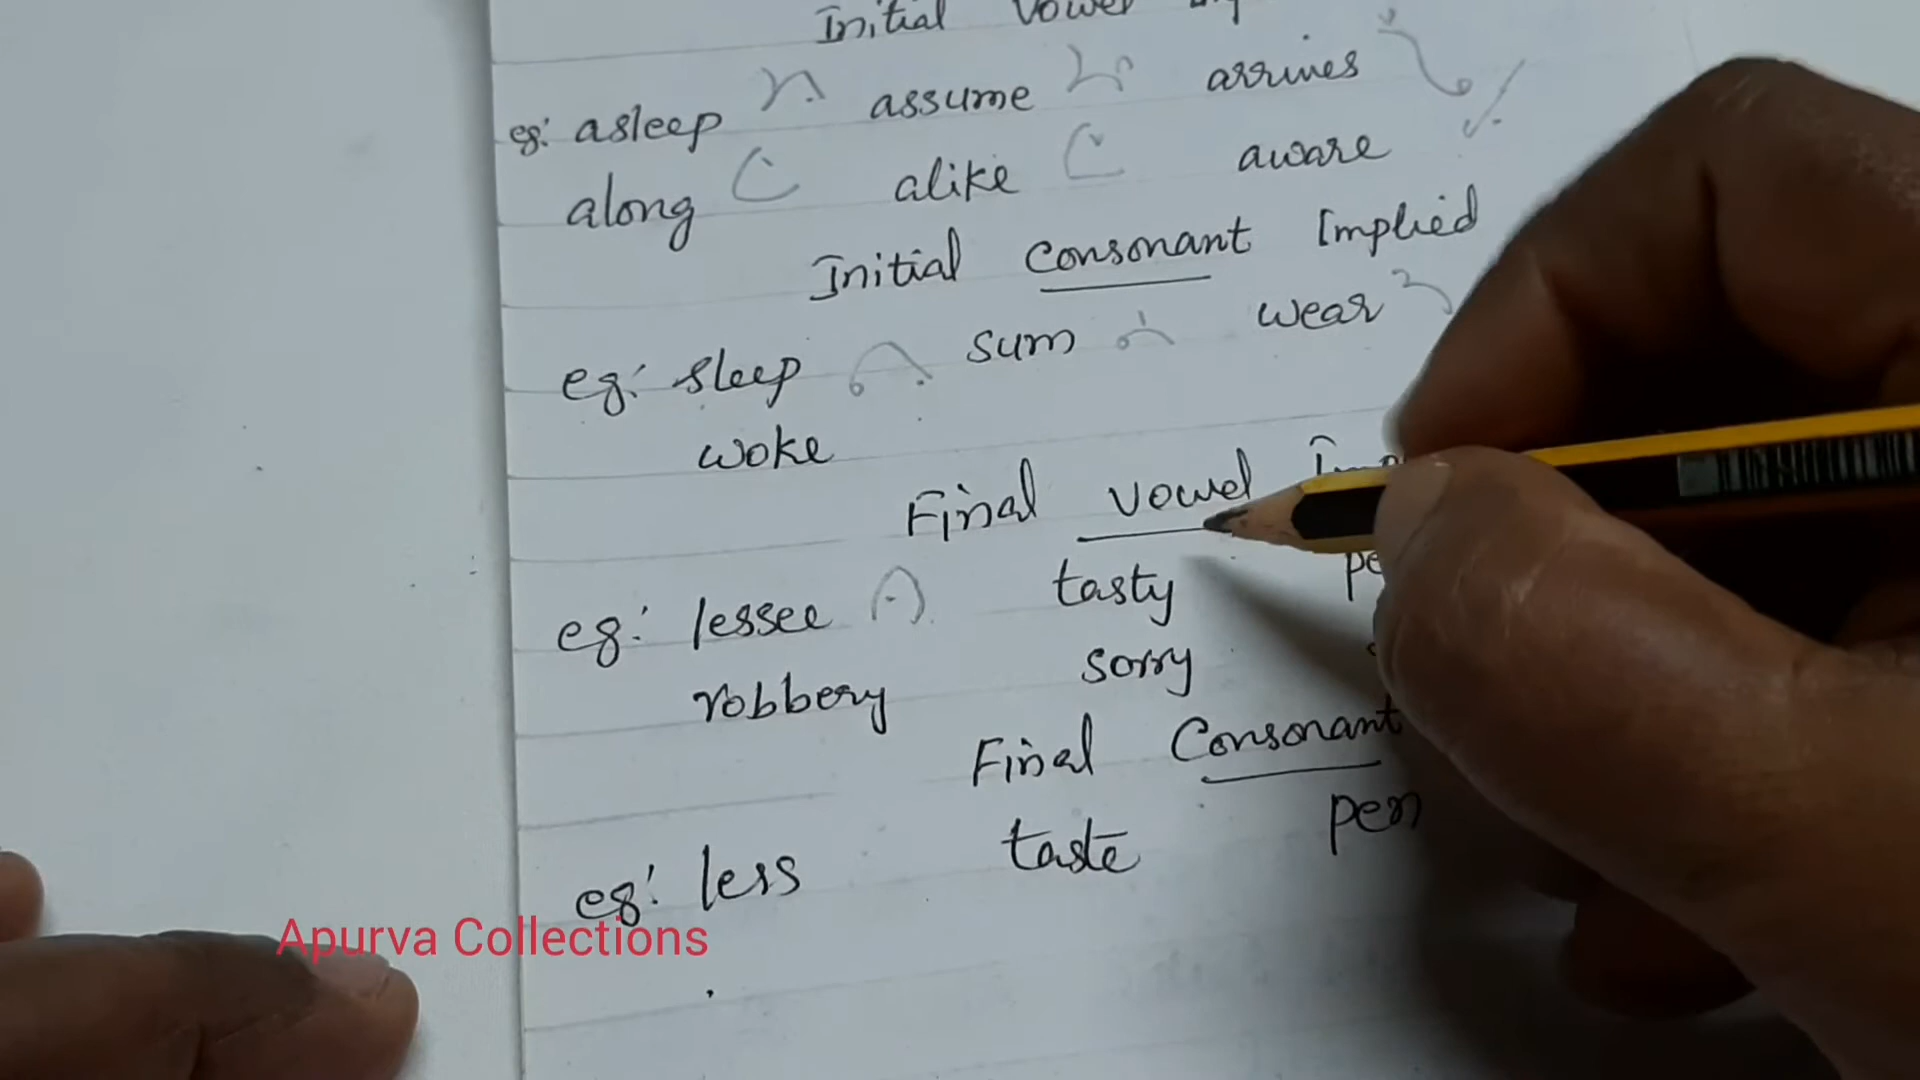 Initial Vowel
eg: asleep assume arrives
along alike aware
Initial Consonant Implied
eg: sleep sum wear
woke
Final Vowel
eg: lessee tasty
robbery sorry
Final Consonant
eg: less taste pen
Apurva Collections